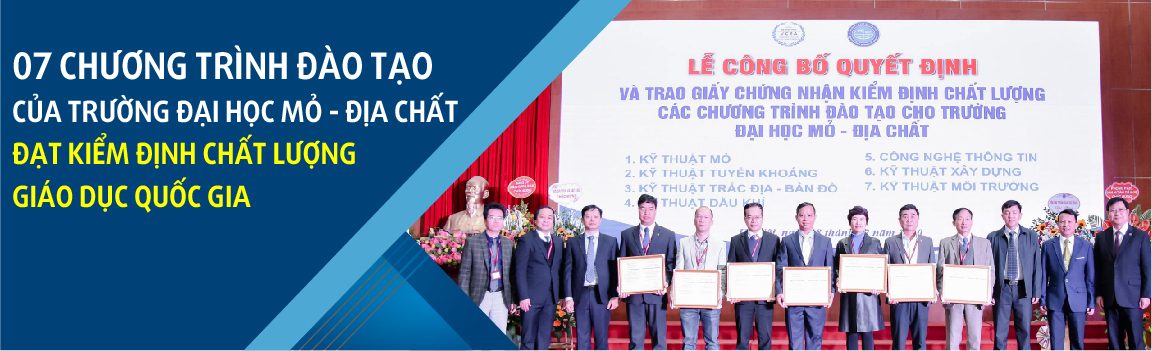 07 CHƯƠNG TRÌNH ĐÀO TẠO
CỦA TRƯỜNG ĐẠI HỌC MỎ - ĐỊA CHẤT
ĐẠT KIỂM ĐỊNH CHẤT LƯỢNG
GIÁO DỤC QUỐC GIA
LỄ CÔNG BỐ QUYẾT ĐỊNH
VÀ TRAO GIẤY CHỨNG NHẬN KIỂM ĐỊNH CHẤT LƯỢNG
CÁC CHƯƠNG TRÌNH ĐÀO TẠO CHO TRƯỜNG
ĐẠI HỌC MỎ - ĐỊA CHẤT
1. KỸ THUẬT MỎ
2. KỸ THUẬT TUYỂN KHOÁNG
3. KỸ THUẬT TRẮC ĐỊA - BẢN ĐỒ
4. KỸ THUẬT DẦU KHÍ
5. CÔNG NGHỆ THÔNG TIN
6. KỸ THUẬT XÂY DỰNG
7. KỸ THUẬT MÔI TRƯỜNG